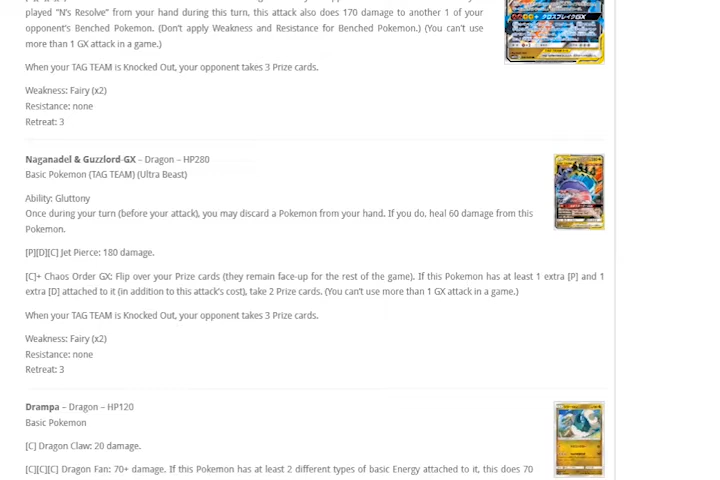 played "N's Resolve" from your hand during this turn, this attack also does 170 damage to another 1 of your
opponent's Benched Pokemon. (Don't apply Weakness and Resistance for Benched Pokemon.) (You can't use
more than 1 GX attack in a game.)
When your TAG TEAM is Knocked Out, your opponent takes 3 Prize cards.
Weakness: Fairy (x2)
Resistance: none
Retreat: 3
Naganadel & Guzzlord-GX – Dragon – HP280
Basic Pokemon (TAG TEAM) (Ultra Beast)
Ability: Gluttony
Once during your turn (before your attack), you may discard a Pokemon from your hand. If you do, heal 60 damage from this
Pokemon.
[P][D][C] Jet Pierce: 180 damage.
[C]+ Chaos Order GX: Flip over your Prize cards (they remain face-up for the rest of the game). If this Pokemon has at least 1 extra [P] and 1
extra [D] attached to it (in addition to this attack's cost), take 2 Prize cards. (You can't use more than 1 GX attack in a game.)
When your TAG TEAM is Knocked Out, your opponent takes 3 Prize cards.
Weakness: Fairy (x2)
Resistance: none
Retreat: 3
Drampa – Dragon – HP120
Basic Pokemon
[C] Dragon Claw: 20 damage.
[C][C][C] Dragon Fan: 70+ damage. If this Pokemon has at least 2 different types of basic Energy attached to it, this does 70